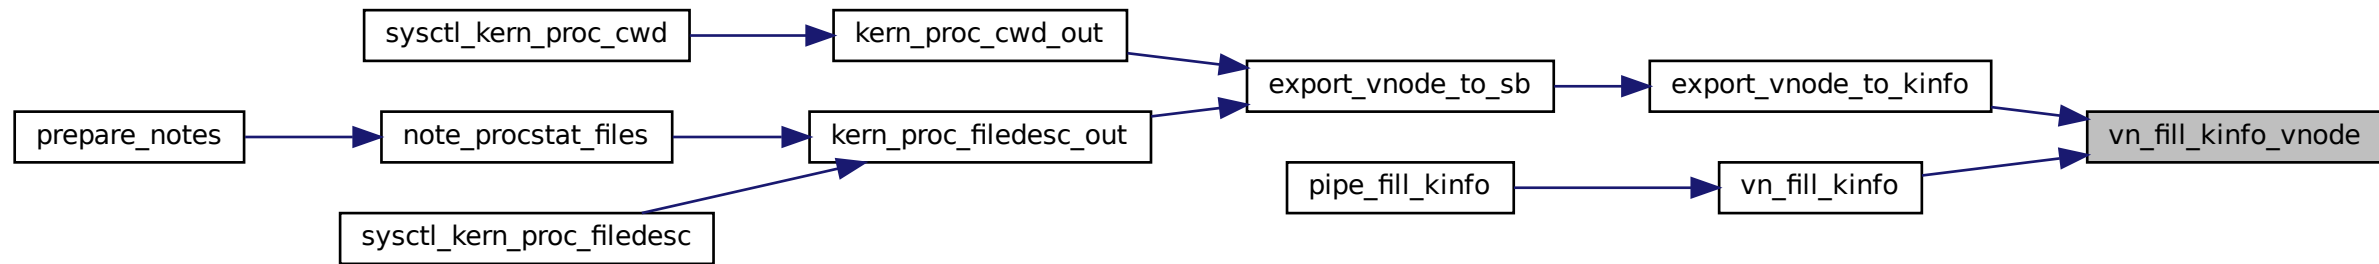 sysctl_kern_proc_cwd
kern_proc_cwd_out
export_vnode_to_sb
export_vnode_to_kinfo
prepare_notes
note_procstat_files
kern_proc_filedesc_out
vn_fill_kinfo_vnode
pipe_fill_kinfo
vn_fill_kinfo
sysctl_kern_proc_filedesc